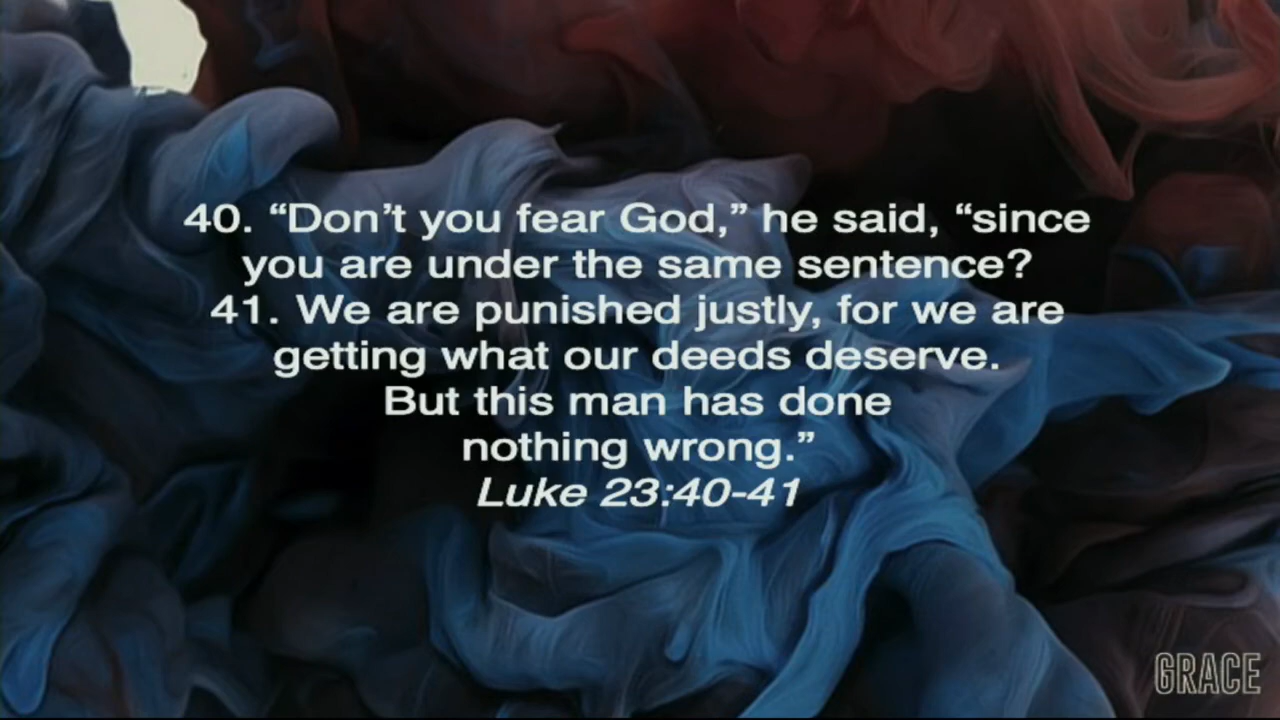 40. “Don’t you fear God,” he said, “since
you are under the same sentence?
41. We are punished justly, for we are
getting what our deeds deserve.
But this man has done
nothing wrong.”
Luke 23:40-41
GRACE